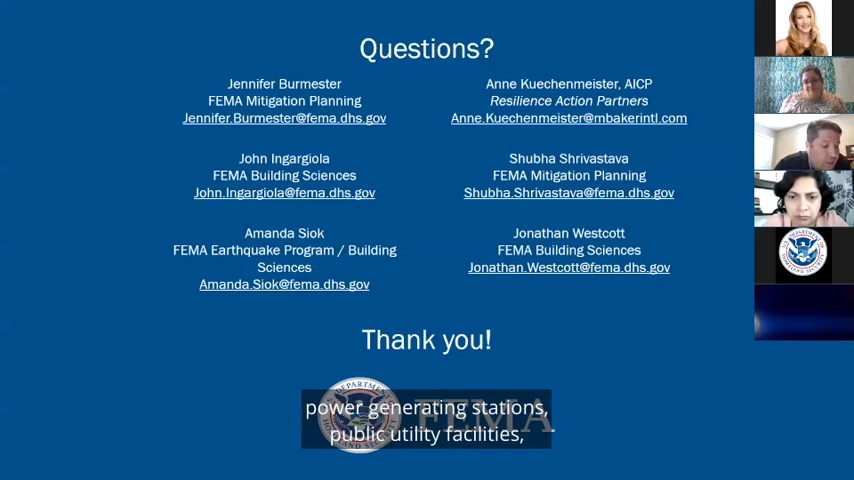 Questions?
Jennifer Burmester
FEMA Mitigation Planning
Jennifer.Burmester@fema.dhs.gov
Anne Kuechenmeister, AICP
Resilience Action Partners
Anne.Kuechenmeister@mbakerintl.com
John Ingargiola
FEMA Building Sciences
John.Ingargiola@fema.dhs.gov
Shubha Shrivastava
FEMA Mitigation Planning
Shubha.Shrivastava@fema.dhs.gov
Amanda Siok
FEMA Earthquake Program / Building
Sciences
Amanda.Siok@fema.dhs.gov
Jonathan Westcott
FEMA Building Sciences
Jonathan.Westcott@fema.dhs.gov
Thank you!
FEMA
power generating stations,
public utility facilities,